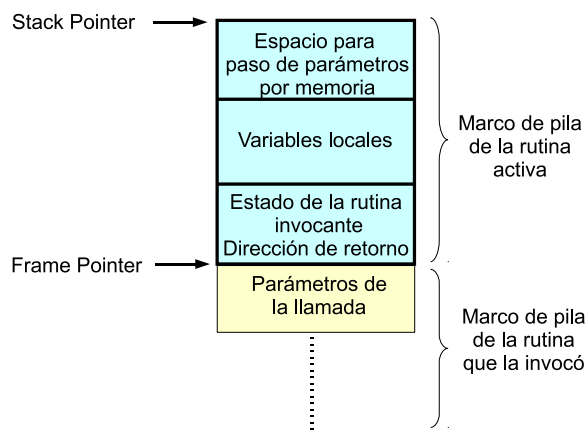 Stack Pointer
Espacio para
paso de parámetros
por memoria
Variables locales
Marco de pila
de la rutina
activa
Estado de la rutina
invocante
Dirección de retorno
Frame Pointer
Parámetros de
la llamada
Marco de pila
de la rutina
que la invocó